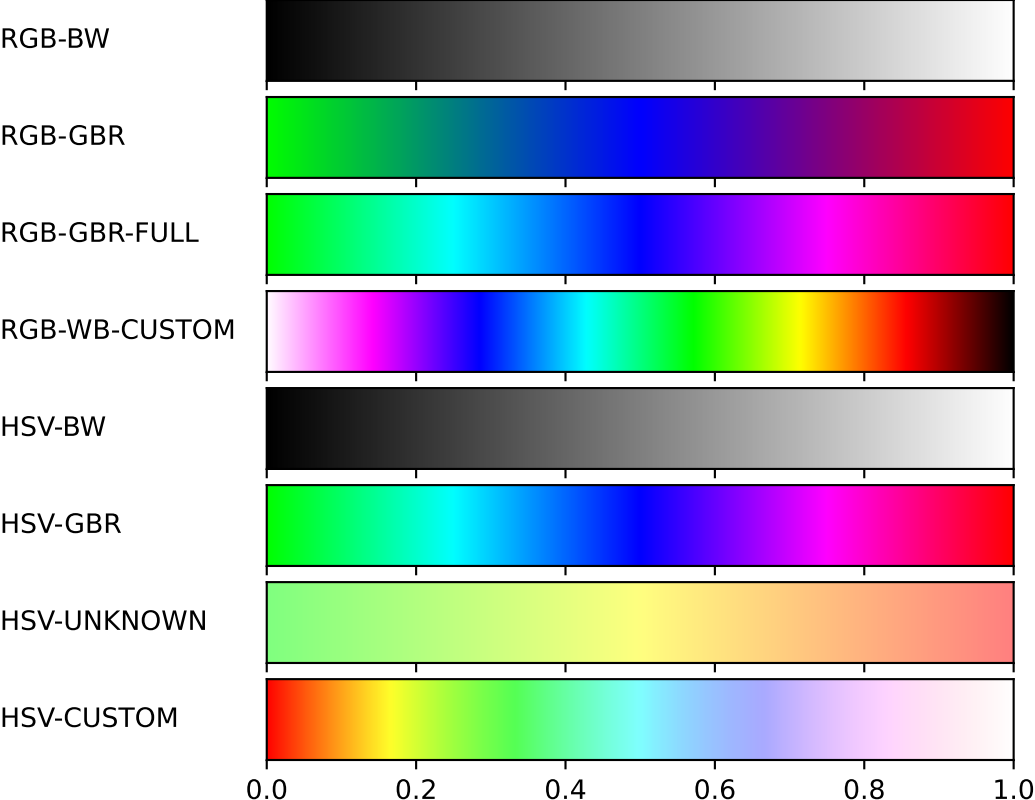 RGB-BW
RGB-GBR
RGB-GBR-FULL
RGB-WB-CUSTOM
HSV-BW
HSV-GBR
HSV-UNKNOWN
HSV-CUSTOM
0.0 0.2 0.4 0.6 0.8 1.0